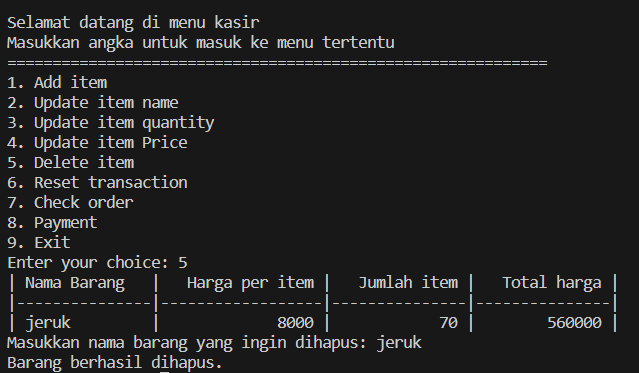 Selamat datang di menu kasir
Masukkan angka untuk masuk ke menu tertentu
============================================================
1. Add item
2. Update item name
3. Update item quantity
4. Update item Price
5. Delete item
6. Reset transaction
7. Check order
8. Payment
9. Exit
Enter your choice: 5
| Nama Barang   |   Harga per item |   Jumlah item |   Total harga |
|---------------|------------------|---------------|---------------|
| jeruk         |             8000 |            70 |        560000 |
Masukkan nama barang yang ingin dihapus: jeruk
Barang berhasil dihapus.